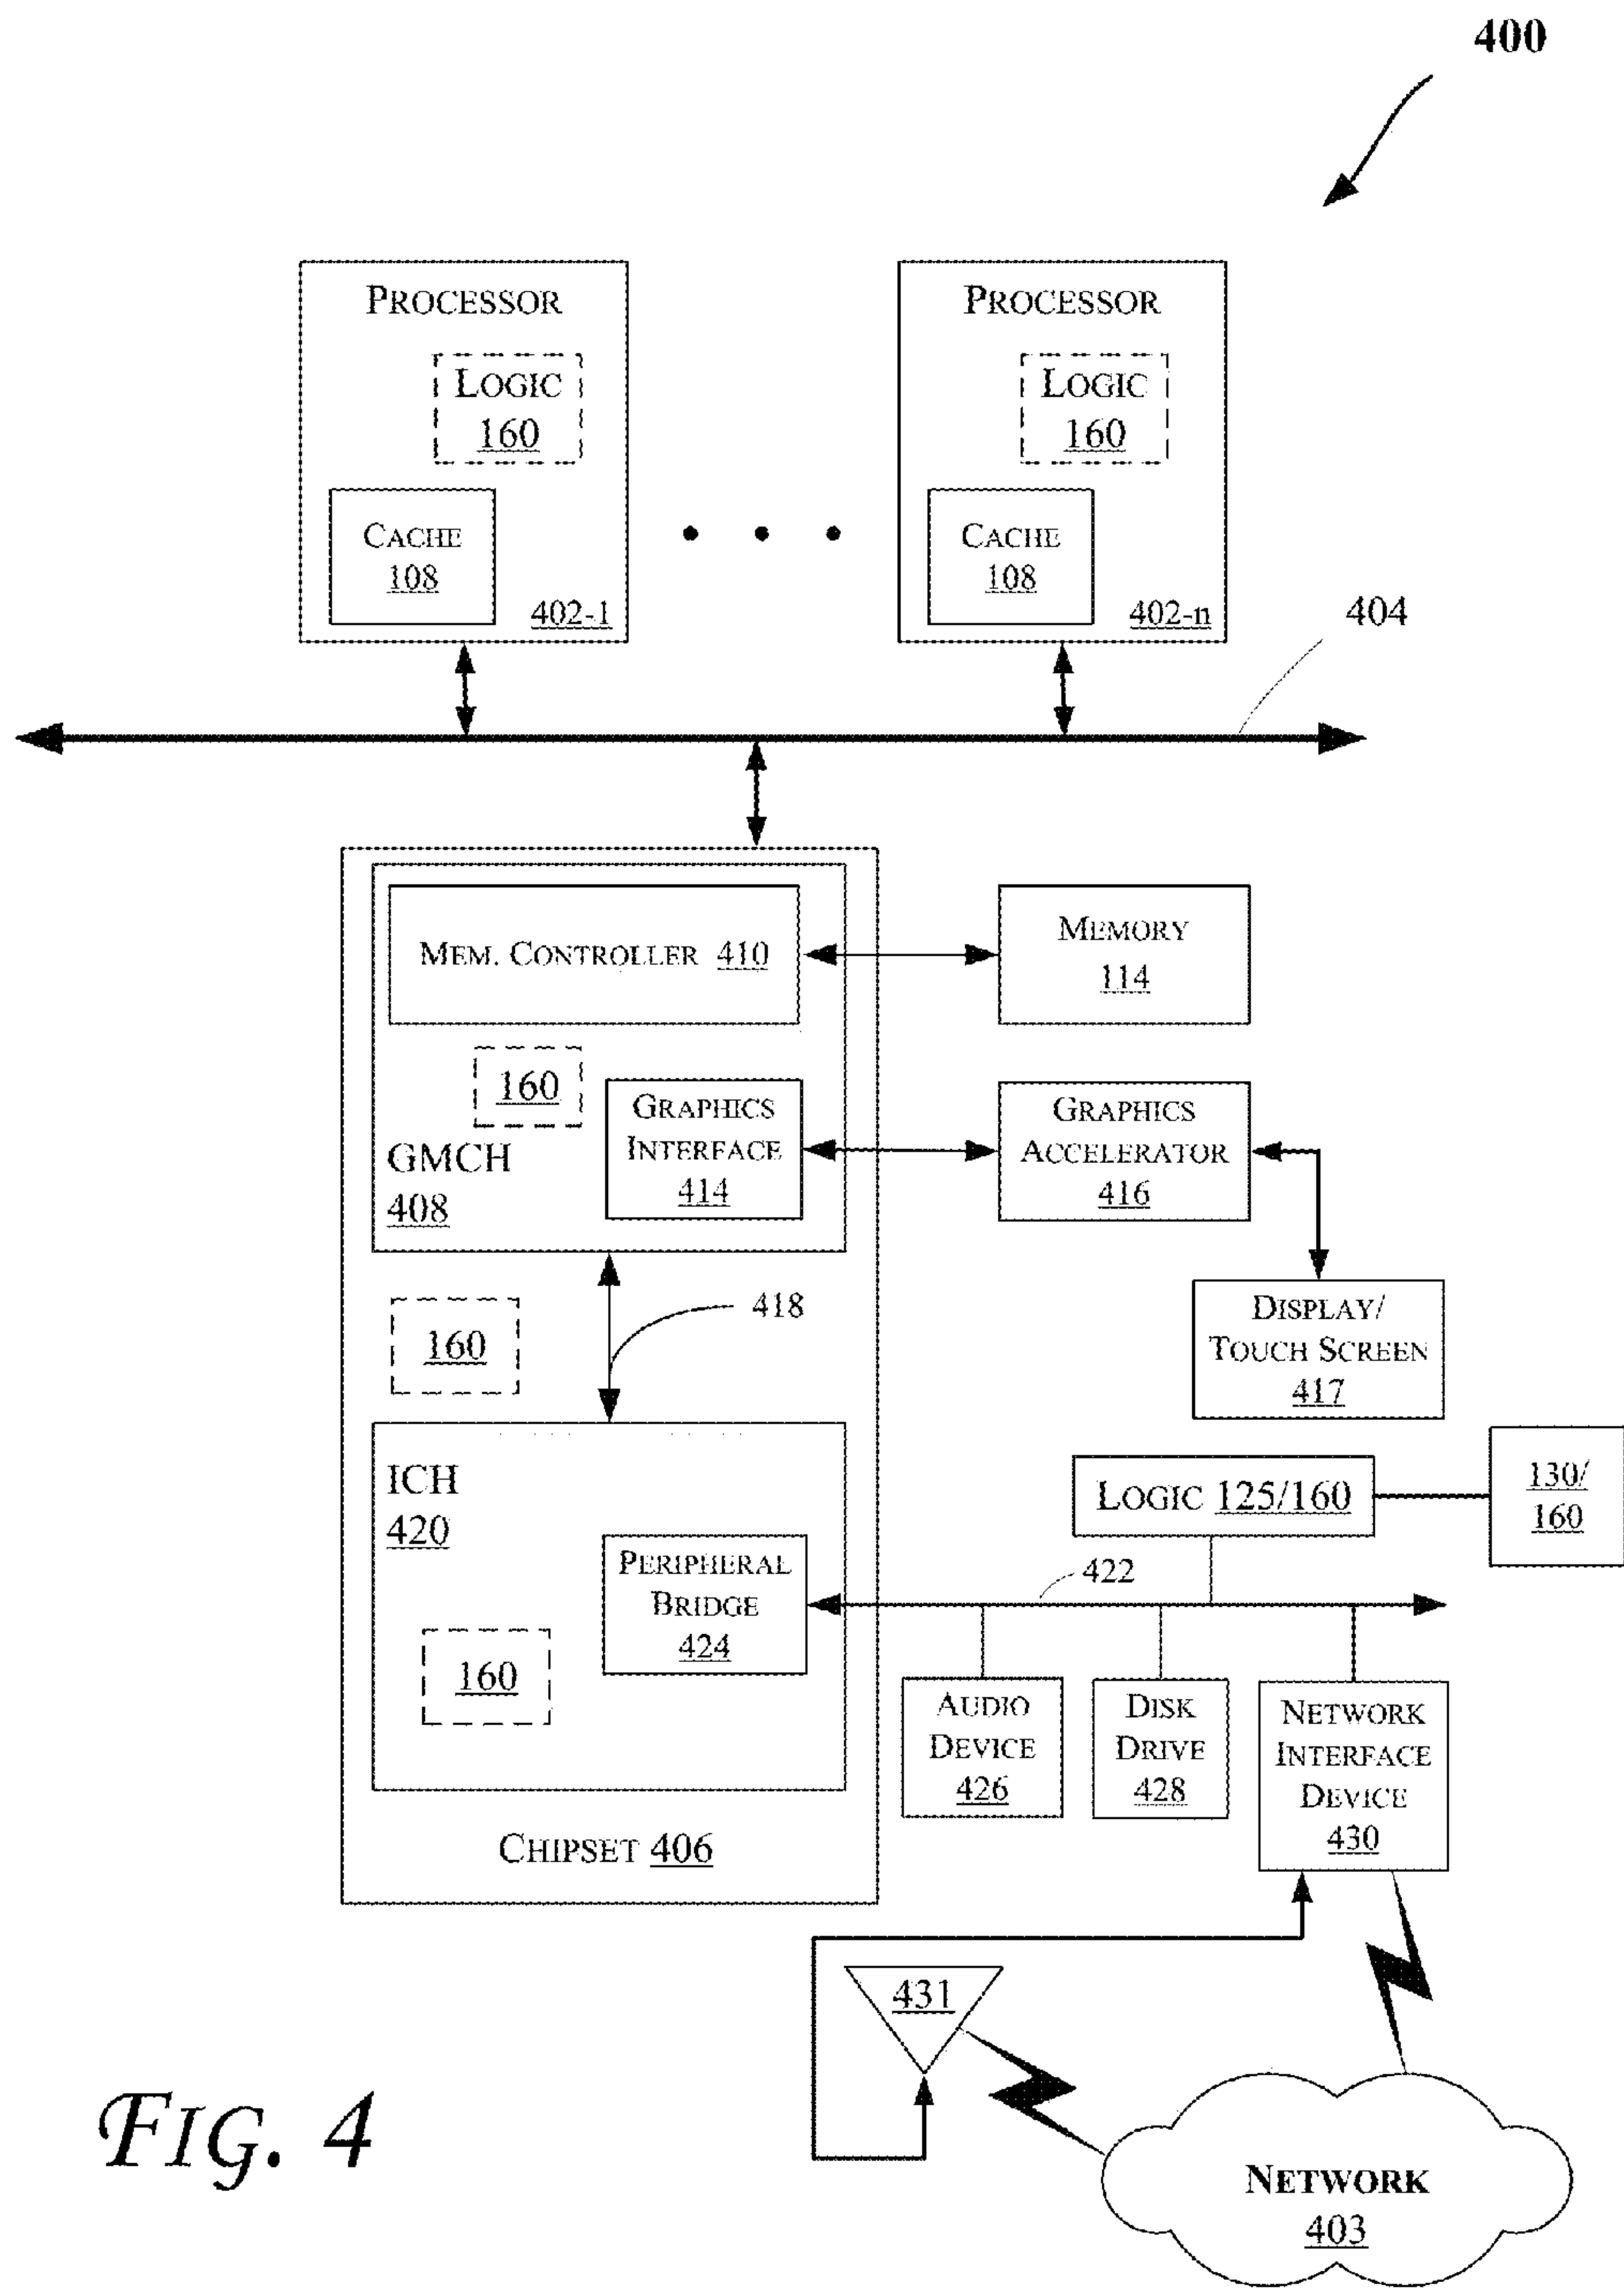 400
PROCESSOR
LOGIC
160
CACHE
108
402-1
PROCESSOR
LOGIC
160
CACHE
108
402-n
404
MEM. CONTROLLER 410
MEMORY
114
160
GRAPHICS
INTERFACE
414
GMCH
408
GRAPHICS
ACCELERATOR
416
418
160
DISPLAY/
TOUCH SCREEN
417
ICH
420
LOGIC 125/160
130/
160
PERIPHERAL
BRIDGE
424
422
160
AUDIO
DEVICE
426
DISK
DRIVE
428
NETWORK
INTERFACE
DEVICE
430
CHIPSET 406
431
FIG. 4
NETWORK
403